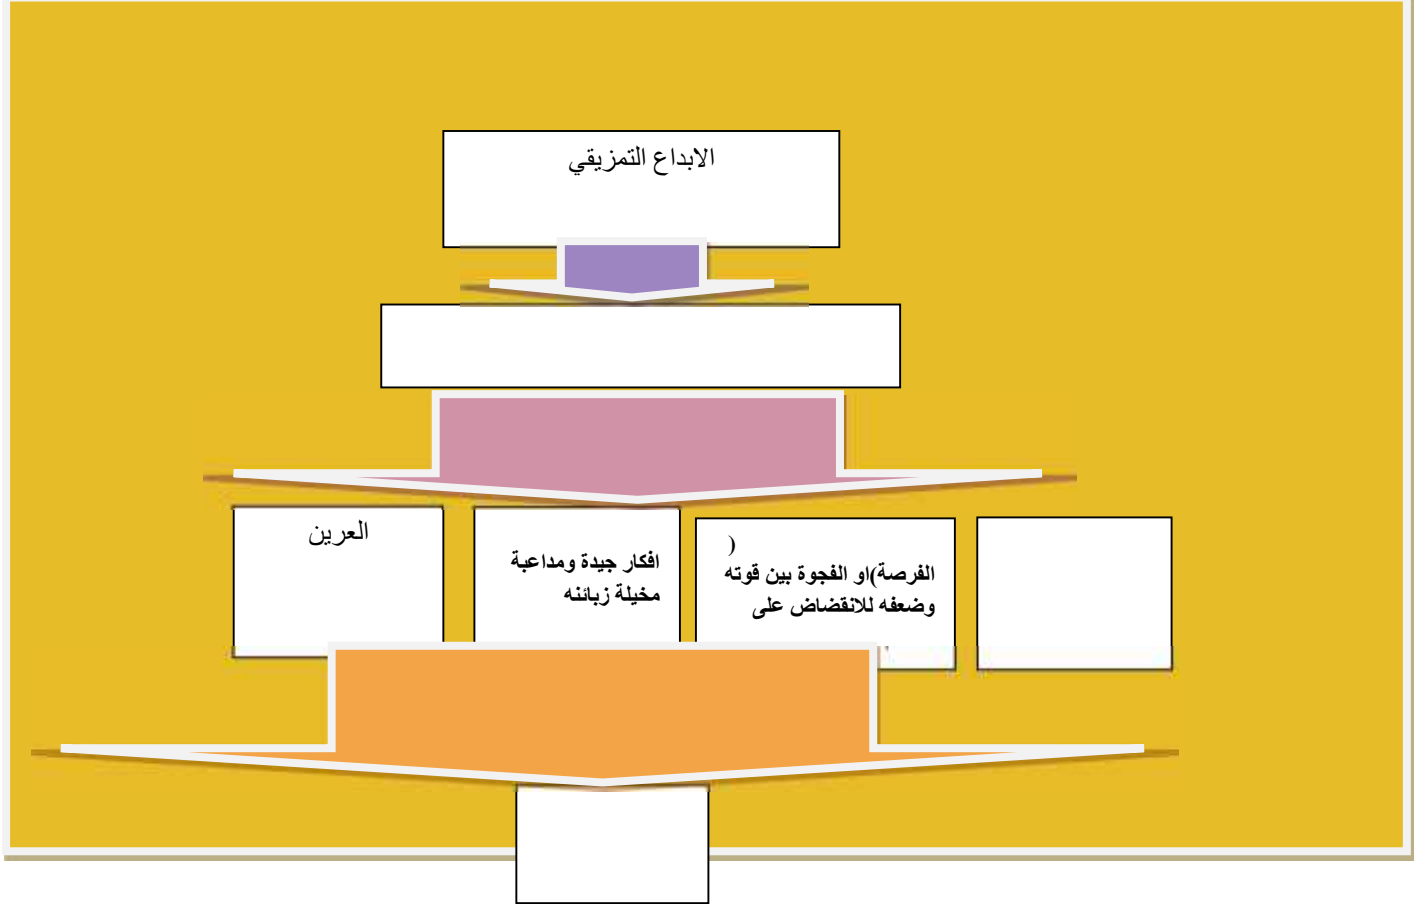 الابداع التمزيقي
(
الفرصة)او الفجوة بين قوته
وضعفه للانقضاض على
افكار جيدة ومداعبة
مخيلة زبائنه
العرين